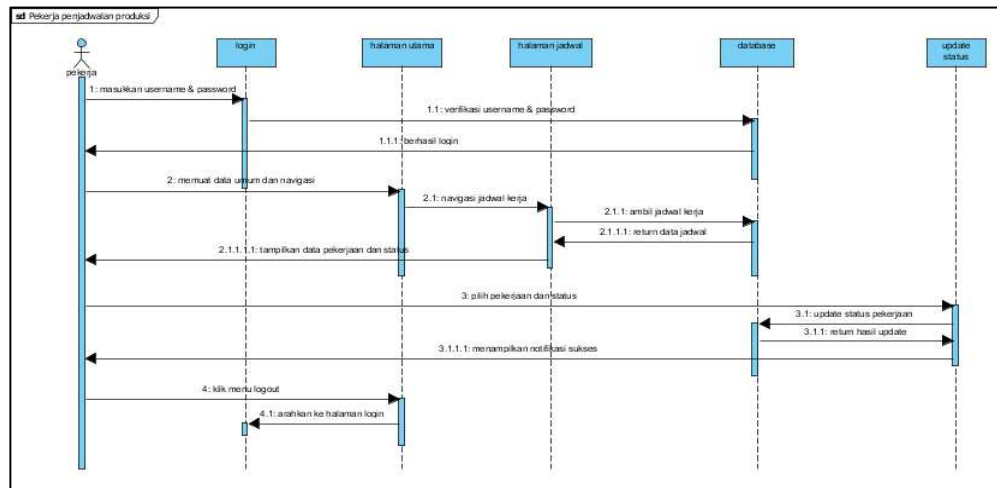 sd Pekerja penjadwalan produksi
login
halaman utama
halaman jadwal
database
update
status
pekerja
1: masukkan username & password
1.1: verifikasi username & password
1.1.1: berhasil login
2: memuat data umum dan navigasi
2.1: navigasi jadwal kerja
2.1.1: ambil jadwal kerja
2.1.1.1: return data jadwal
2.1.1.1.1: tampilkan data pekerjaan dan status
3: pilih pekerjaan dan status
3.1: update status pekerjaan
3.1.1: return hasil update
3.1.1.1: menampilkan notifikasi sukses
4: klik menu logout
4.1: arahkan ke halaman login